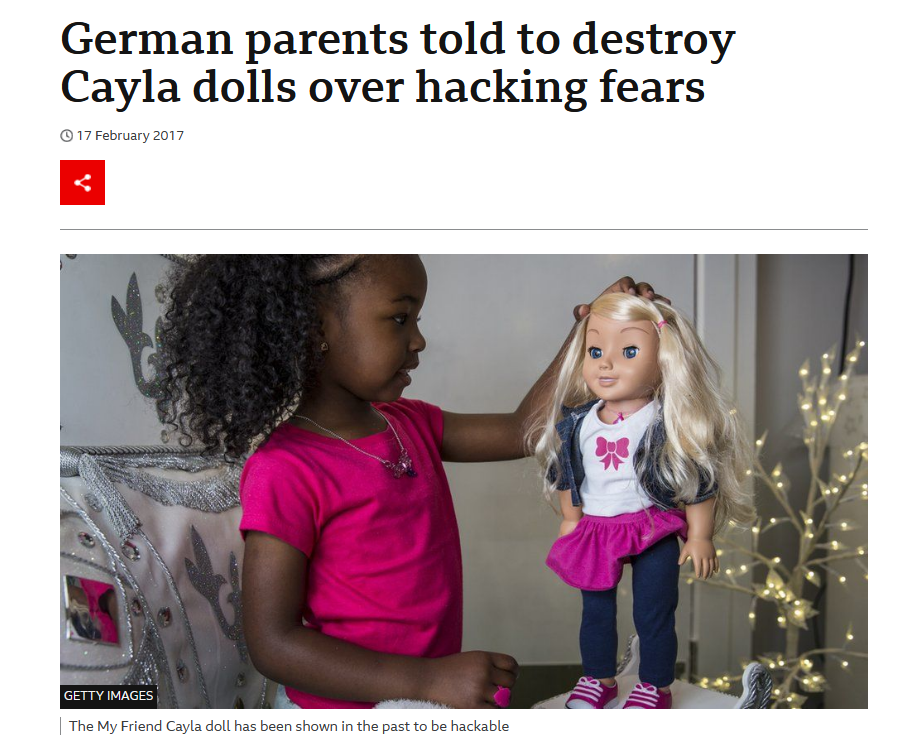 German parents told to destroy
Cayla dolls over hacking fears
17 February 2017
GETTY IMAGES
The My Friend Cayla doll has been shown in the past to be hackable